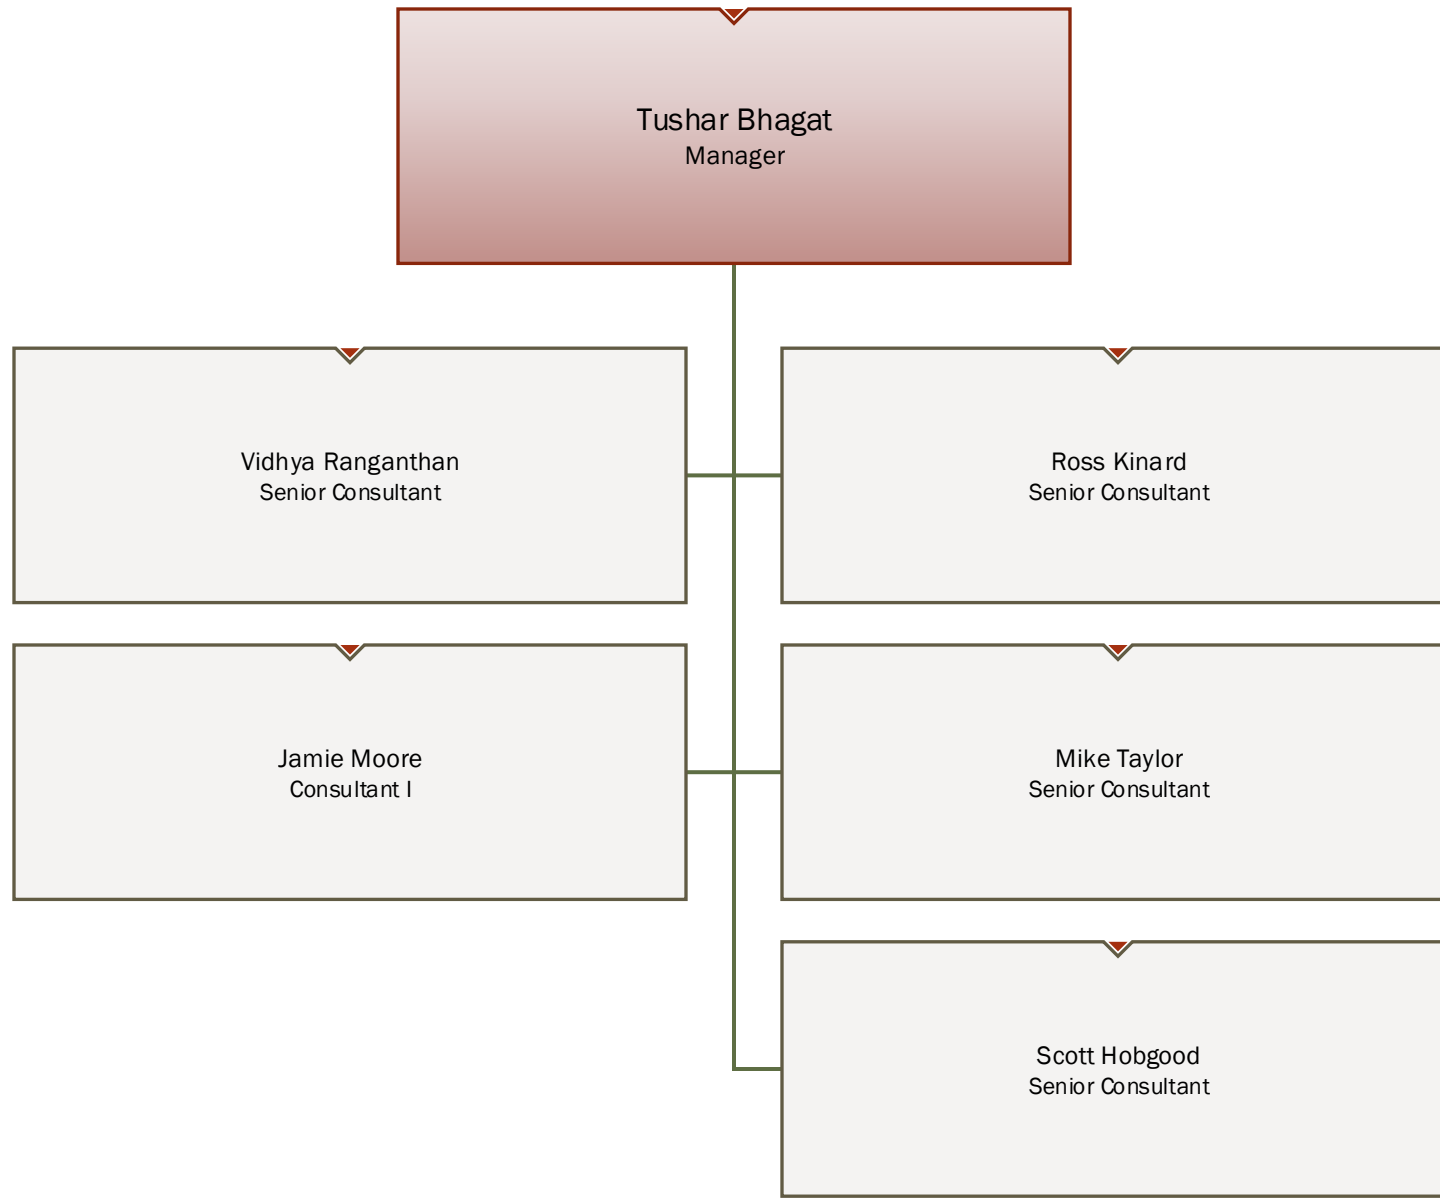 Tushar Bhagat
Manager
Vidhya Ranganthan
Senior Consultant
Ross Kinard
Senior Consultant
Jamie Moore
Consultant I
Mike Taylor
Senior Consultant
Scott Hobgood
Senior Consultant